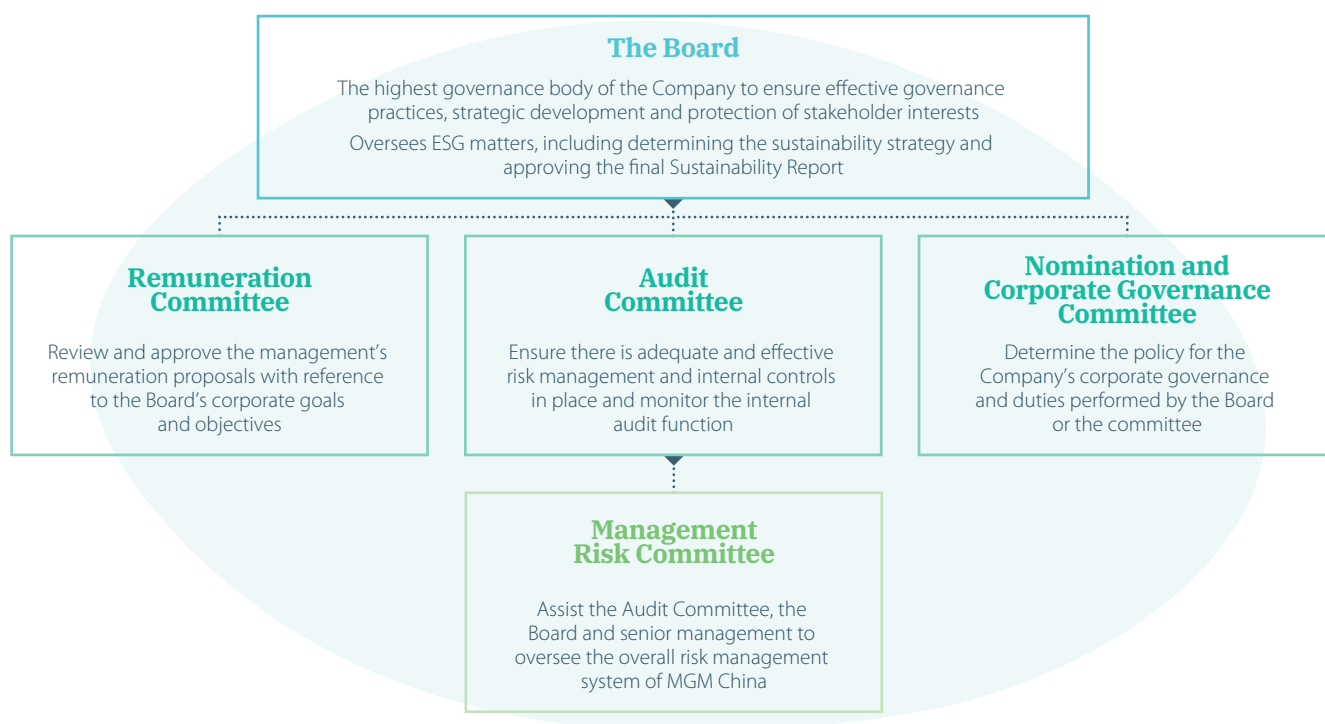 The Board
The highest governance body of the Company to ensure effective governance
practices, strategic development and protection of stakeholder interests
Oversees ESG matters, including determining the sustainability strategy and
approving the final Sustainability Report
Remuneration
Committee
Review and approve the management’s
remuneration proposals with reference
to the Board’s corporate goals
and objectives
Audit
Committee
Ensure there is adequate and effective
risk management and internal controls
in place and monitor the internal
audit function
Nomination and
Corporate Governance
Committee
Determine the policy for the
Company’s corporate governance
and duties performed by the Board
or the committee
Management
Risk Committee
Assist the Audit Committee, the
Board and senior management to
oversee the overall risk management
system of MGM China